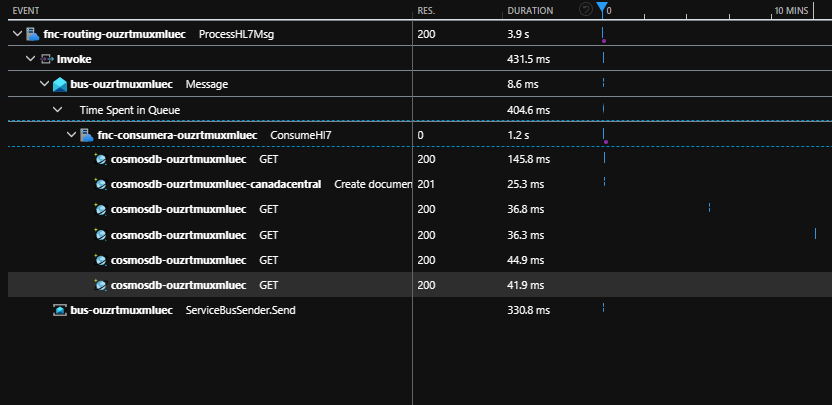 EVENT RES. DURATION 0 10 MINS
fnc-routing-ouzrtmuxmluec ProcessHL7Msg 200 3.9 s
Invoke 431.5 ms
bus-ouzrtmuxmluec Message 8.6 ms
Time Spent in Queue 404.6 ms
fnc-consumera-ouzrtmuxmluec ConsumeHl7 0 1.2 s
cosmosdb-ouzrtmuxmluec GET 200 145.8 ms
cosmosdb-ouzrtmuxmluec-canadacentral Create documen 201 25.3 ms
cosmosdb-ouzrtmuxmluec GET 200 36.8 ms
cosmosdb-ouzrtmuxmluec GET 200 36.3 ms
cosmosdb-ouzrtmuxmluec GET 200 44.9 ms
cosmosdb-ouzrtmuxmluec GET 200 41.9 ms
bus-ouzrtmuxmluec ServiceBusSender.Send 330.8 ms